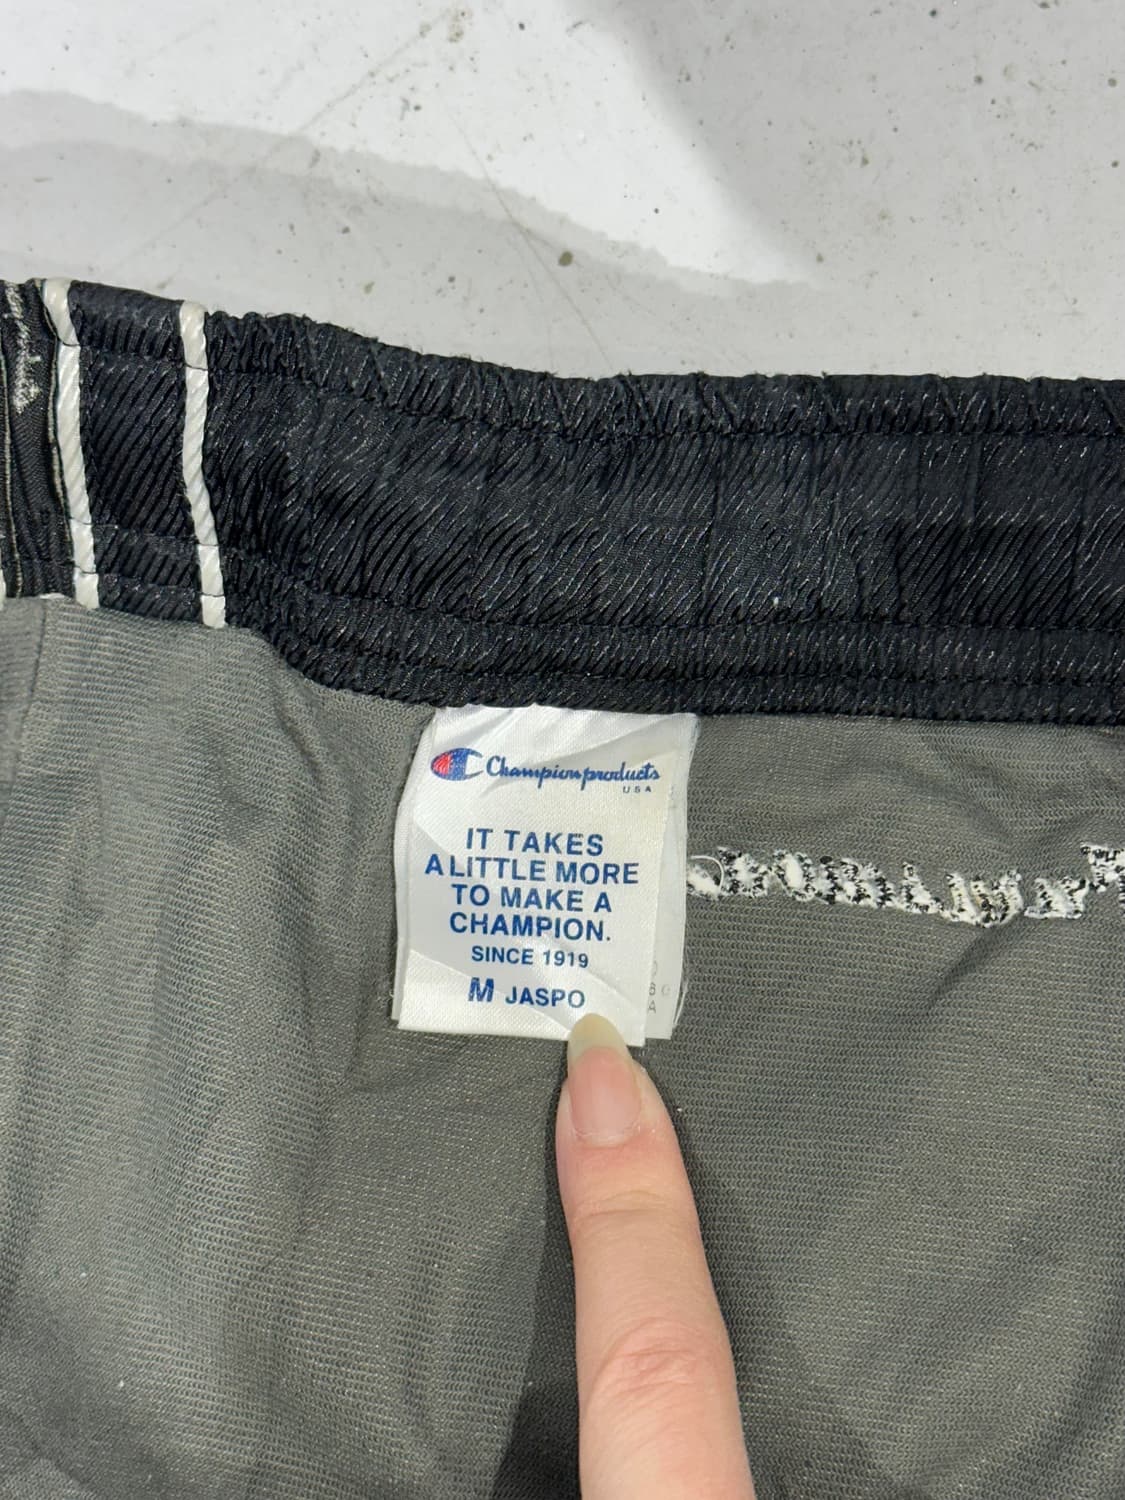 Champion products
USA
IT TAKES
A LITTLE MORE
TO MAKE A
CHAMPION.
SINCE 1919
M JASPO